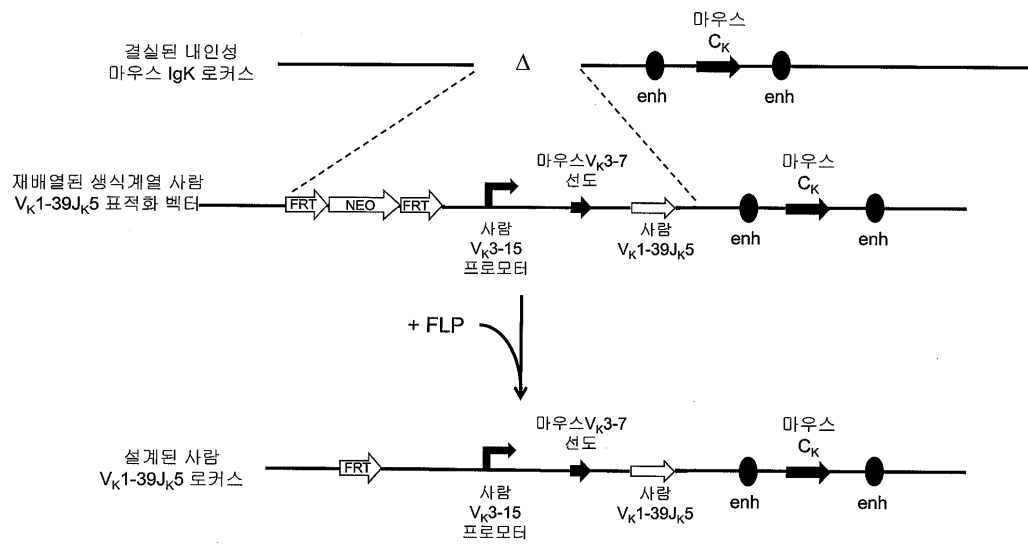 결실된 내인성
마우스 IgK 로커스
Δ
마우스
CK
enh
enh
재배열된 생식계열 사람
VK1-39JK5 표적화 벡터
FRT
NEO
FRT
마우스VK3-7
선도
마우스
CK
사람
VK3-15
프로모터
사람
VK1-39JK5
enh
enh
+ FLP
설계된 사람
VK1-39JK5 로커스
FRT
마우스VK3-7
선도
마우스
CK
사람
VK3-15
프로모터
사람
VK1-39JK5
enh
enh